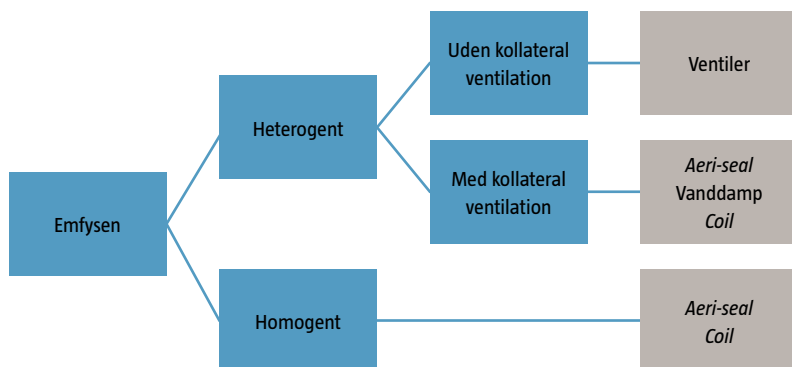 Emfysen
Heterogent
Homogent
Uden kollateral
ventilation
Med kollateral
ventilation
Ventiler
Aeri-seal
Vanddamp
Coil
Aeri-seal
Coil